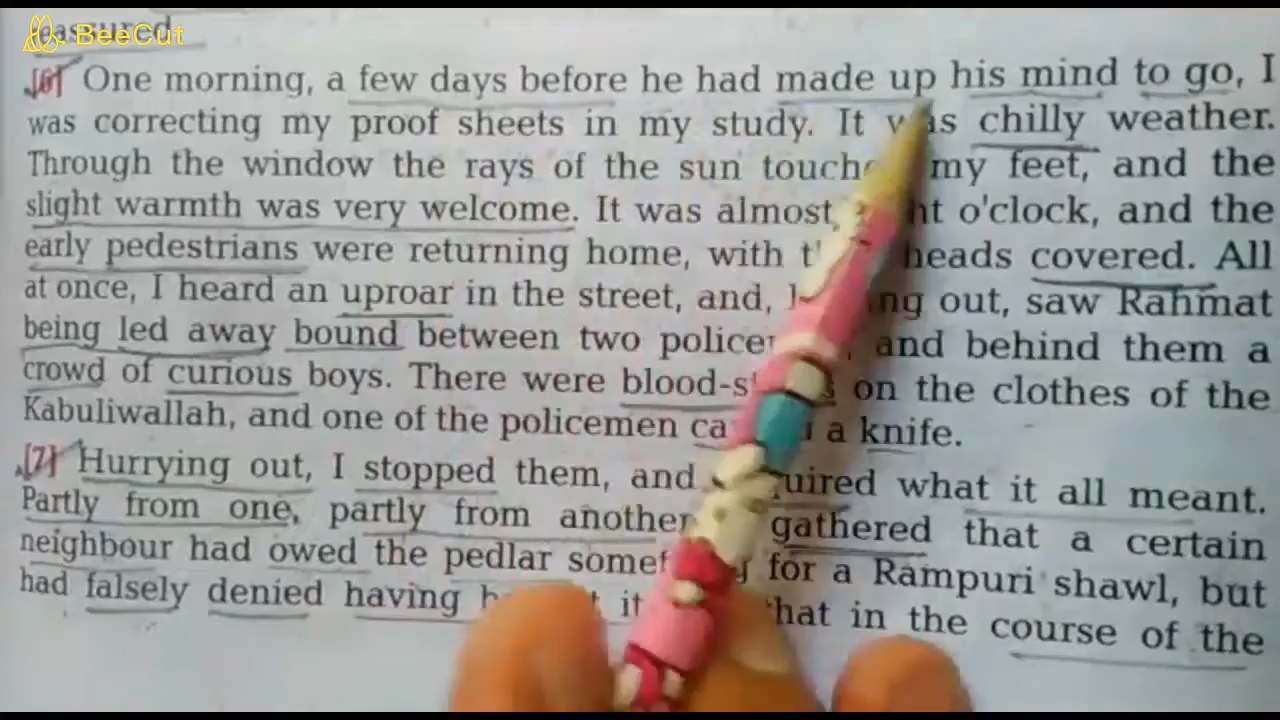 BeeCut
[6] One morning, a few days before he had made up his mind to go, I
was correcting my proof sheets in my study. It was chilly weather.
Through the window the rays of the sun touched my feet, and the
slight warmth was very welcome. It was almost o'clock, and the
early pedestrians were returning home, with heads covered. All
at once, I heard an uproar in the street, and, out, saw Rahmat
being led away bound between two policemen, and behind them a
crowd of curious boys. There were blood-stains on the clothes of the
Kabuliwallah, and one of the policemen a knife.
[7] Hurrying out, I stopped them, and what it all meant.
Partly from one, partly from another, gathered that a certain
neighbour had owed the pedlar for a Rampuri shawl, but
had falsely denied having it that in the course of the